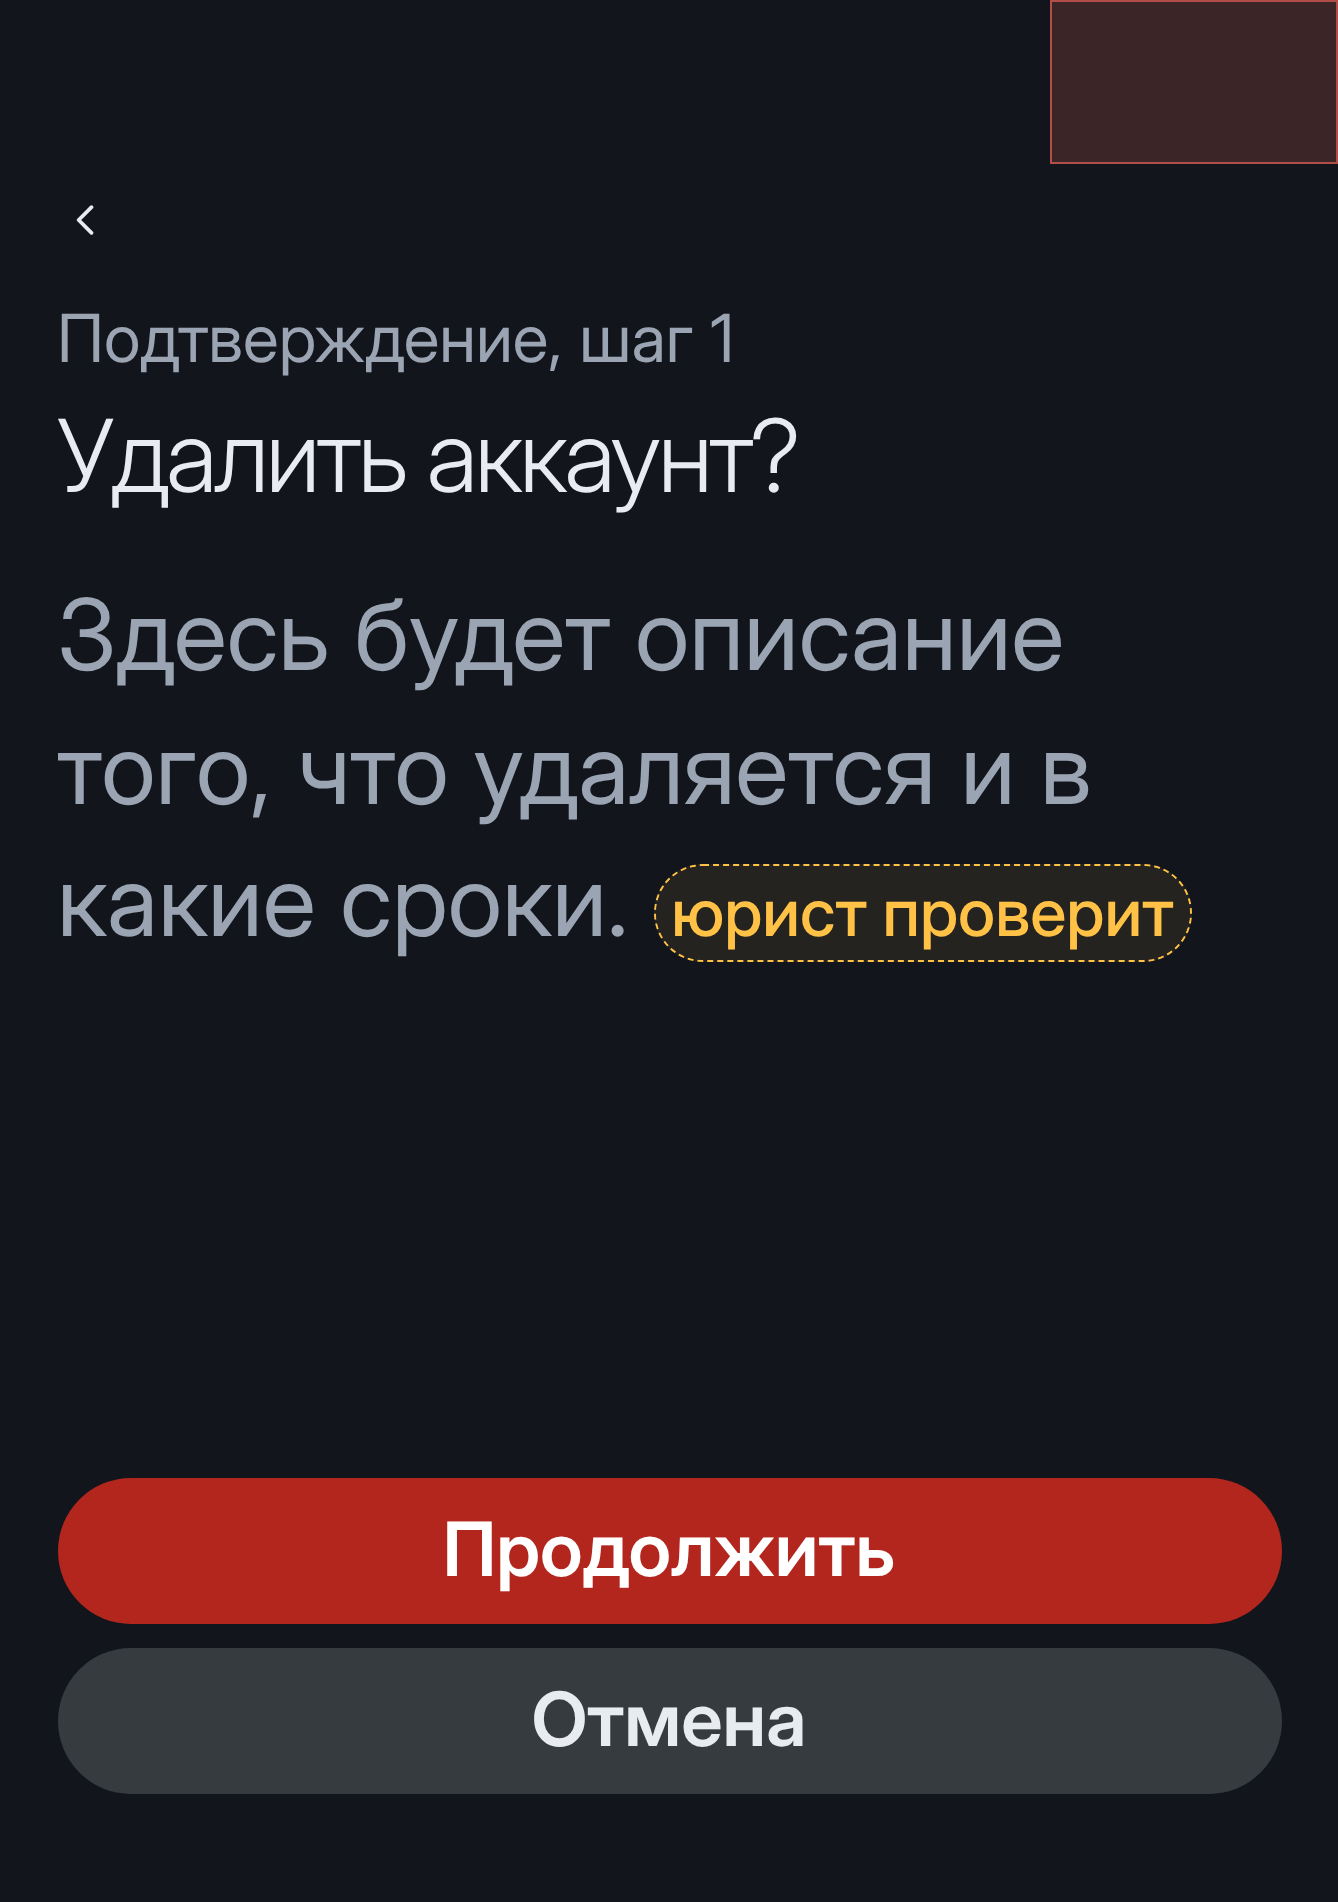 Подтверждение, шаг 1
Удалить аккаунт?
Здесь будет описание
того, что удаляется и в
какие сроки. юрист проверит
Продолжить
Отмена